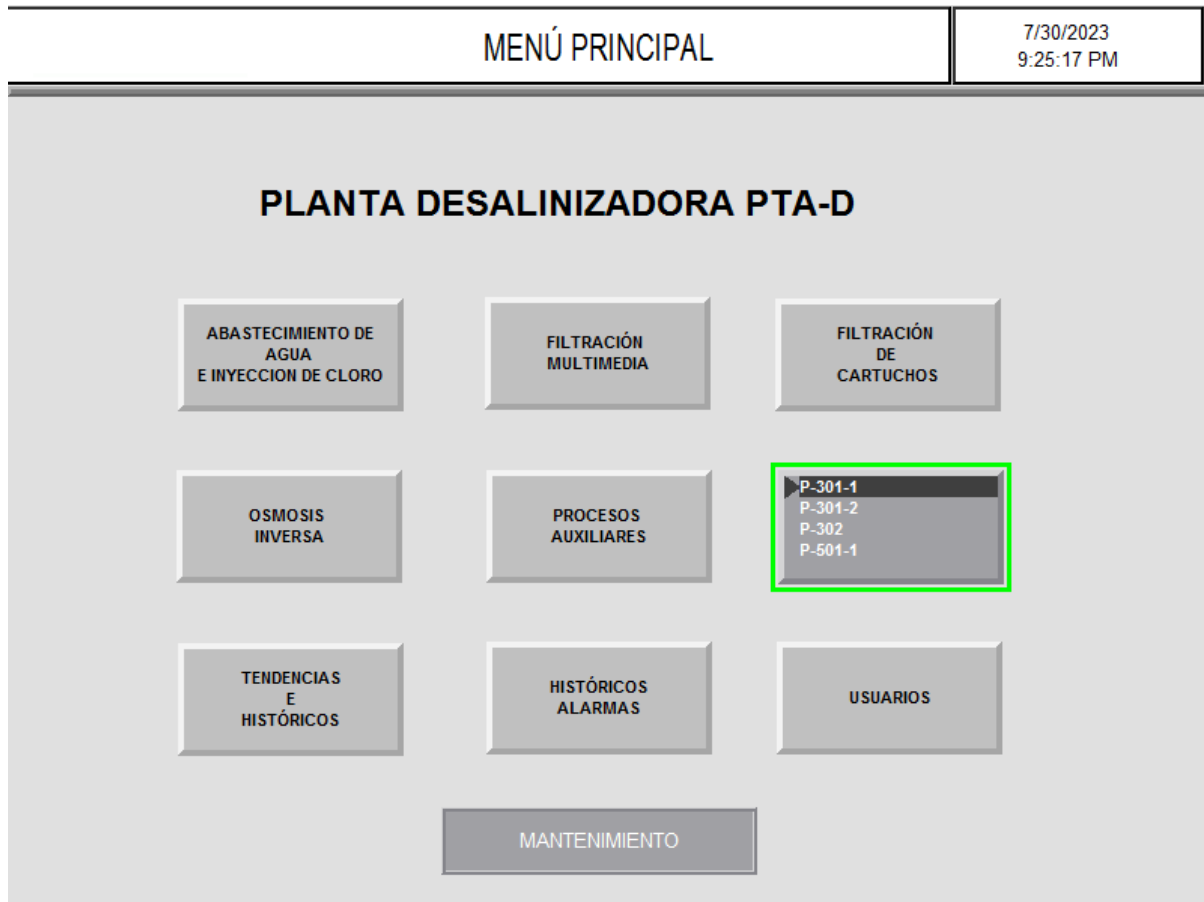 MENÚ PRINCIPAL
7/30/2023
9:25:17 PM
PLANTA DESALINIZADORA PTA-D
ABASTECIMIENTO DE
AGUA
E INYECCION DE CLORO
FILTRACIÓN
MULTIMEDIA
FILTRACIÓN
DE
CARTUCHOS
OSMOSIS
INVERSA
PROCESOS
AUXILIARES
P-301-1
P-301-2
P-302
P-501-1
TENDENCIAS
E
HISTÓRICOS
HISTÓRICOS
ALARMAS
USUARIOS
MANTENIMIENTO